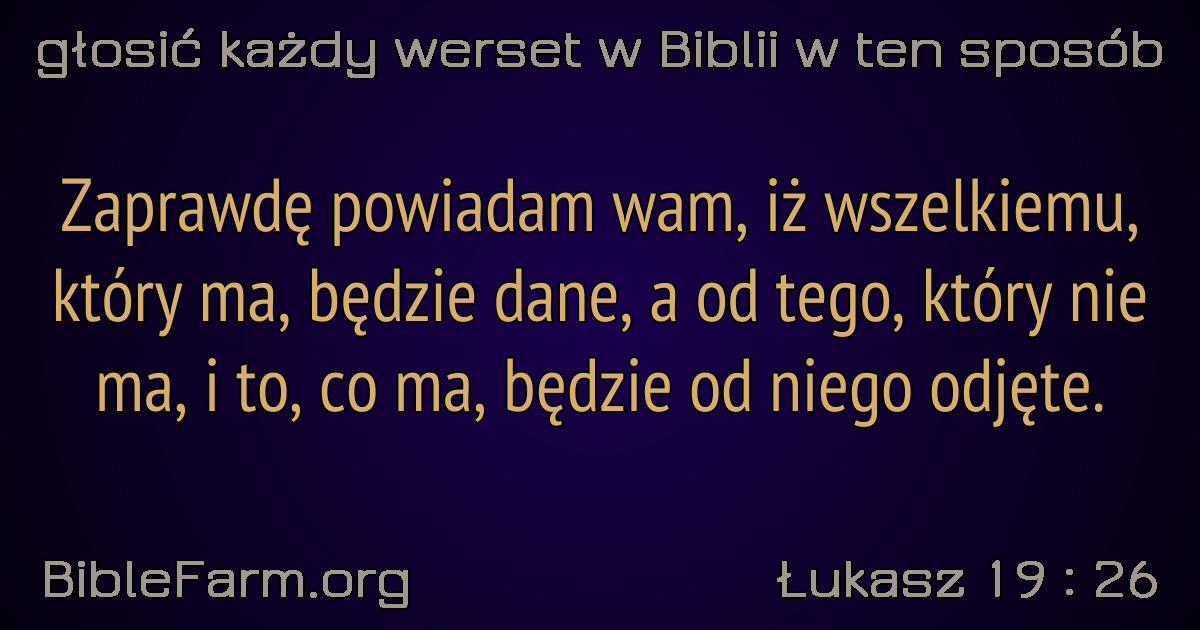 głosić każdy werset w Biblii w ten sposób
Zaprawdę powiadam wam, iż wszelkiemu,
który ma, będzie dane, a od tego, który nie
ma, i to, co ma, będzie od niego odjęte.
BibleFarm.org
Łukasz 19 : 26